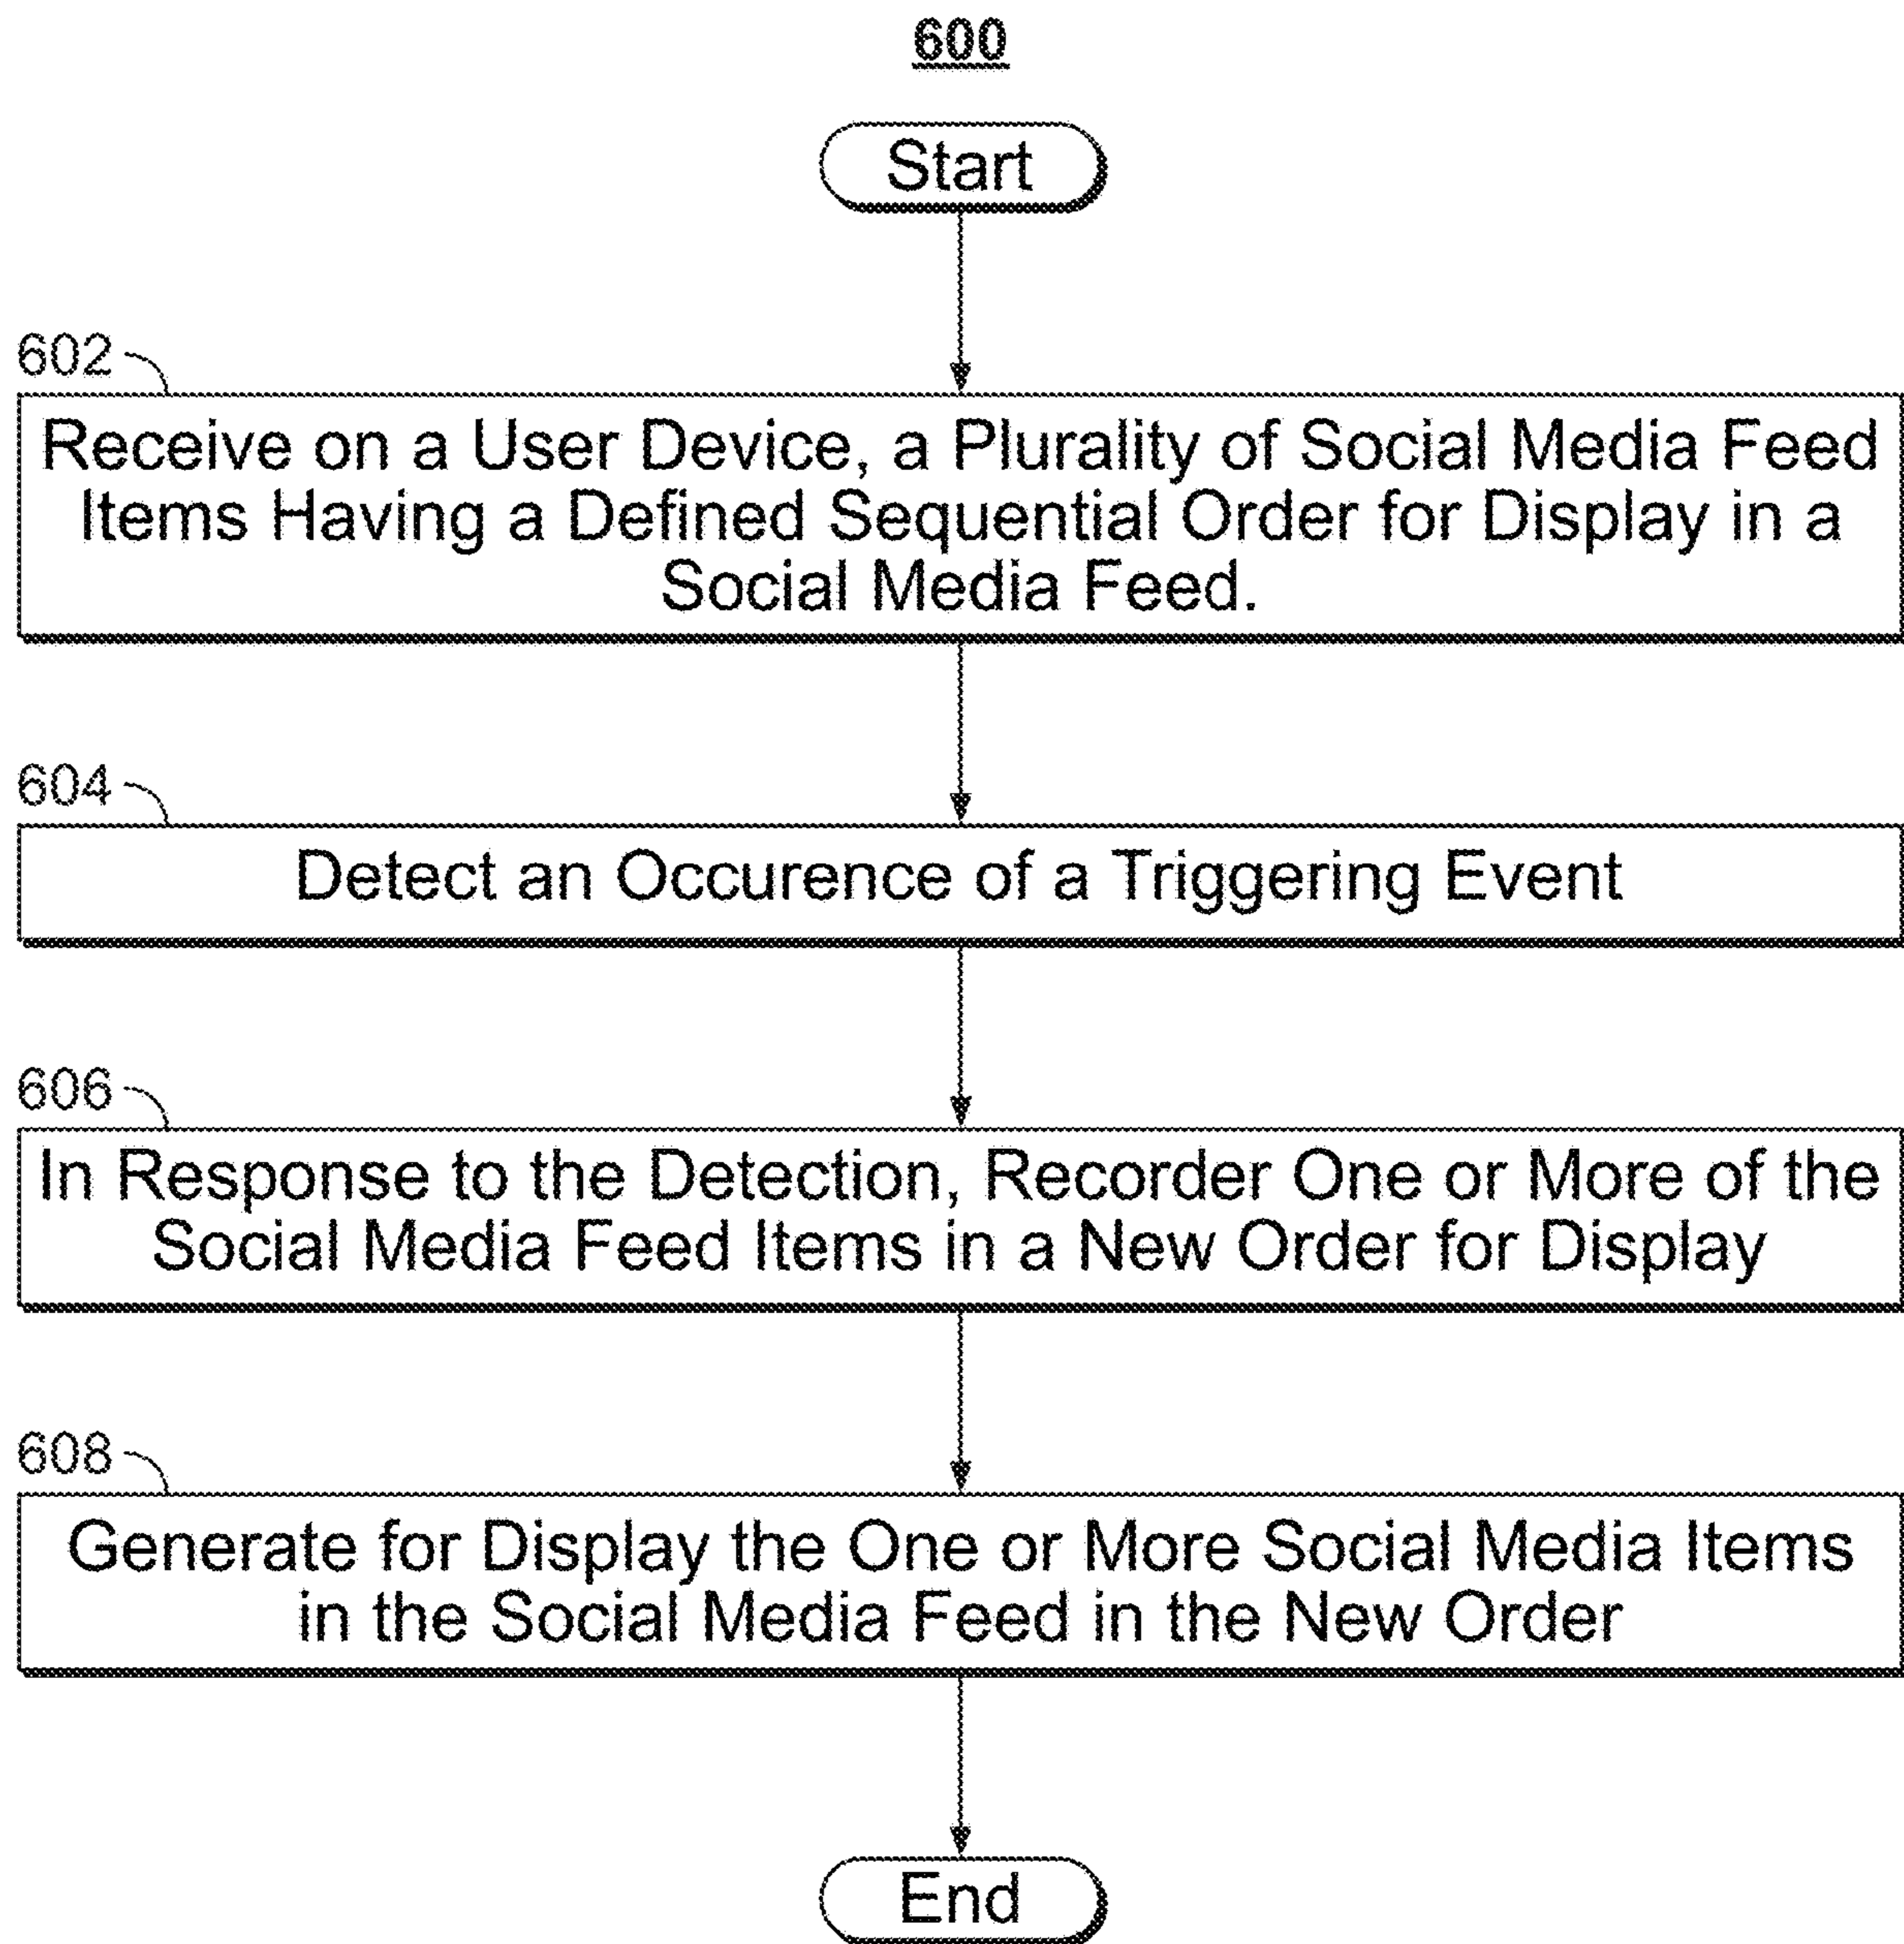 600
Start
602
Receive on a User Device, a Plurality of Social Media Feed
Items Having a Defined Sequential Order for Display in a
Social Media Feed.
604
Detect an Occurence of a Triggering Event
606
In Response to the Detection, Recorder One or More of the
Social Media Feed Items in a New Order for Display
608
Generate for Display the One or More Social Media Items
in the Social Media Feed in the New Order
End